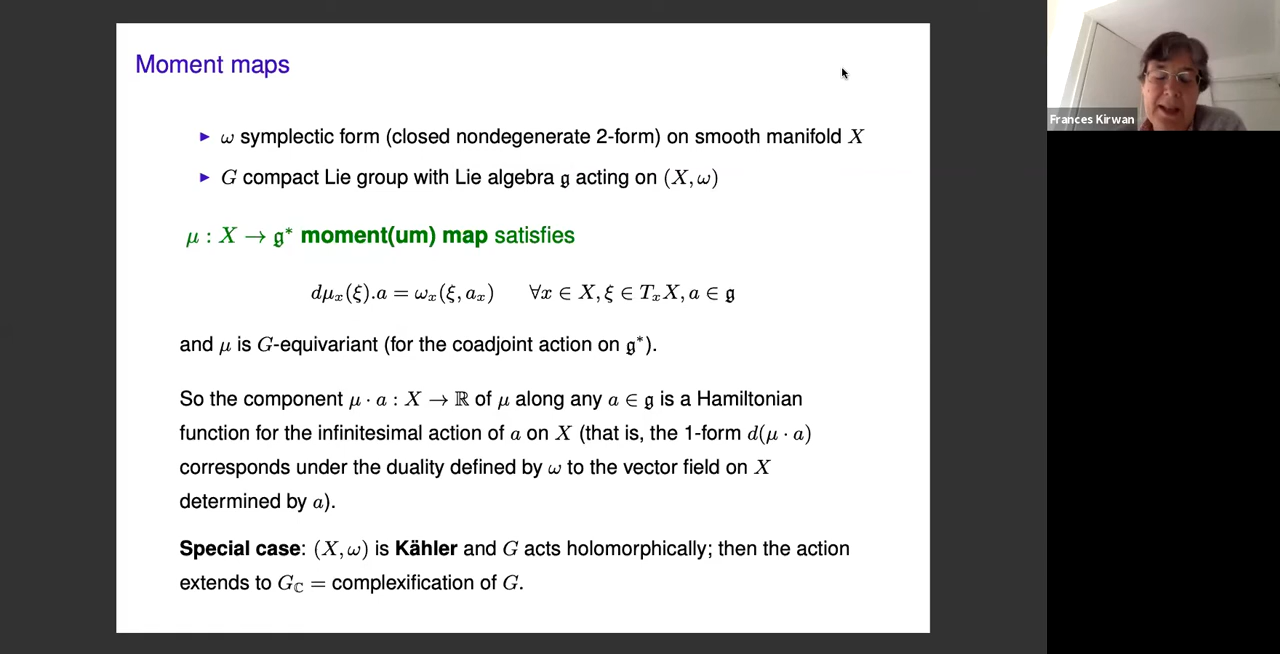 Moment maps
▶ ω symplectic form (closed nondegenerate 2-form) on smooth manifold X
▶ G compact Lie group with Lie algebra 𝔤 acting on (X, ω)
μ : X → 𝔤* moment(um) map satisfies
dμₓ(ξ).a = ωₓ(ξ, aₓ) ∀x ∈ X, ξ ∈ TₓX, a ∈ 𝔤
and μ is G-equivariant (for the coadjoint action on 𝔤*).
So the component μ · a : X → ℝ of μ along any a ∈ 𝔤 is a Hamiltonian
function for the infinitesimal action of a on X (that is, the 1-form d(μ · a)
corresponds under the duality defined by ω to the vector field on X
determined by a).
Special case: (X, ω) is Kähler and G acts holomorphically; then the action
extends to G_ℂ = complexification of G.
Frances Kirwan